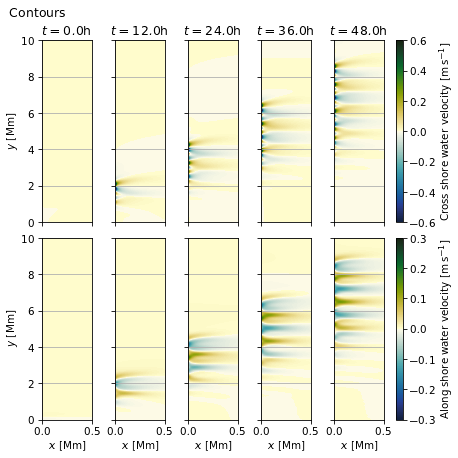 Contours
t = 0.0h t = 12.0h t = 24.0h t = 36.0h t = 48.0h
10 8 6 4 2 0
y [Mm]
0.6 0.4 0.2 0.0 −0.2 −0.4 −0.6
Cross shore water velocity [m s⁻¹]
10 8 6 4 2 0
y [Mm]
0.3 0.2 0.1 0.0 −0.1 −0.2 −0.3
Along shore water velocity [m s⁻¹]
0.0 0.5 0.0 0.5 0.0 0.5 0.0 0.5 0.0 0.5
x [Mm] x [Mm] x [Mm] x [Mm] x [Mm]